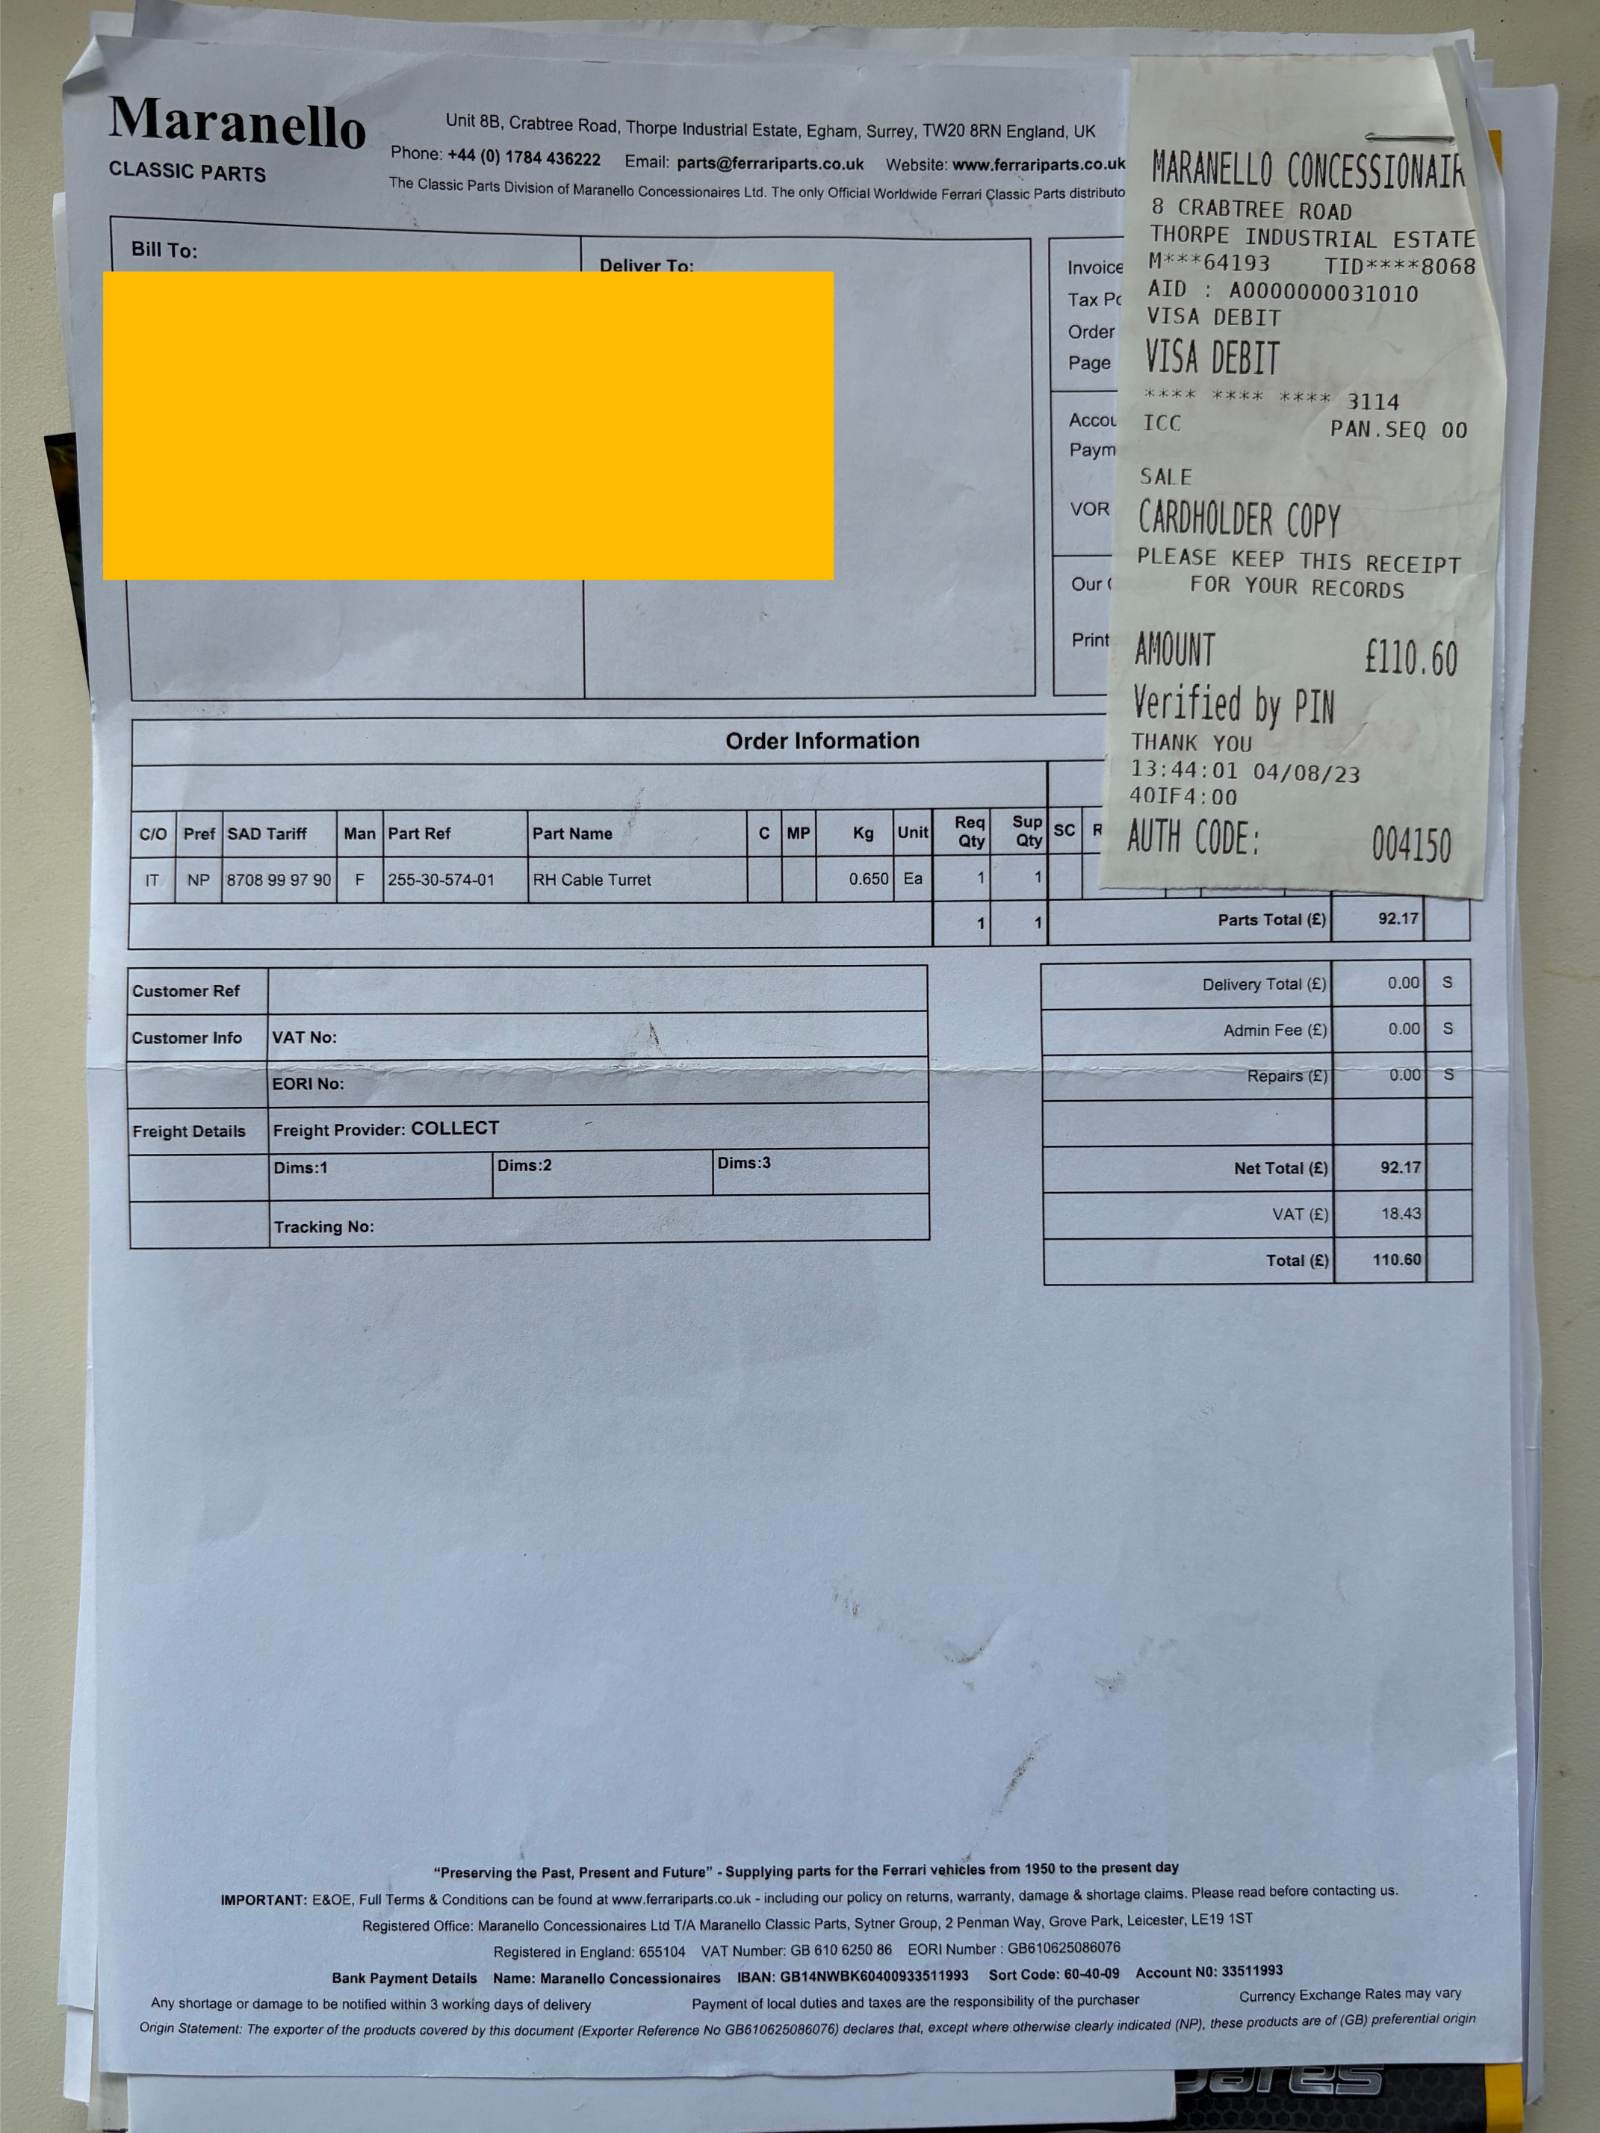 Maranello
CLASSIC PARTS
Unit 8B, Crabtree Road, Thorpe Industrial Estate, Egham, Surrey, TW20 8RN England, UK
Phone: +44 (0) 1784 436222 Email: parts@ferrariparts.co.uk Website: www.ferrariparts.co.uk
The Classic Parts Division of Maranello Concessionaires Ltd. The only Official Worldwide Ferrari Classic Parts distributo
Bill To:
Deliver To:
Invoice
Tax Po
Order
Page
Accou
Paym
VOR
Our
Print
MARANELLO CONCESSIONAIR
8 CRABTREE ROAD
THORPE INDUSTRIAL ESTATE
M***64193 TID****8068
AID : A0000000031010
VISA DEBIT
VISA DEBIT
**** **** **** 3114
ICC PAN.SEQ 00
SALE
CARDHOLDER COPY
PLEASE KEEP THIS RECEIPT
FOR YOUR RECORDS
AMOUNT £110.60
Verified by PIN
THANK YOU
13:44:01 04/08/23
40IF4:00
AUTH CODE: 004150
Order Information
C/O Pref SAD Tariff Man Part Ref Part Name C MP Kg Unit Req Qty Sup Qty SC R
IT NP 8708 99 97 90 F 255-30-574-01 RH Cable Turret 0.650 Ea 1 1
1 1 Parts Total (£) 92.17
Customer Ref
Customer Info VAT No:
EORI No:
Freight Details Freight Provider: COLLECT
Dims:1 Dims:2 Dims:3
Tracking No:
Delivery Total (£) 0.00 S
Admin Fee (£) 0.00 S
Repairs (£) 0.00 S
Net Total (£) 92.17
VAT (£) 18.43
Total (£) 110.60
“Preserving the Past, Present and Future” - Supplying parts for the Ferrari vehicles from 1950 to the present day
IMPORTANT: E&OE, Full Terms & Conditions can be found at www.ferrariparts.co.uk - including our policy on returns, warranty, damage & shortage claims. Please read before contacting us.
Registered Office: Maranello Concessionaires Ltd T/A Maranello Classic Parts, Sytner Group, 2 Penman Way, Grove Park, Leicester, LE19 1ST
Registered in England: 655104 VAT Number: GB 610 6250 86 EORI Number : GB610625086076
Bank Payment Details Name: Maranello Concessionaires IBAN: GB14NWBK60400933511993 Sort Code: 60-40-09 Account N0: 33511993
Any shortage or damage to be notified within 3 working days of delivery Payment of local duties and taxes are the responsibility of the purchaser Currency Exchange Rates may vary
Origin Statement: The exporter of the products covered by this document (Exporter Reference No GB610625086076) declares that, except where otherwise clearly indicated (NP), these products are of (GB) preferential origin